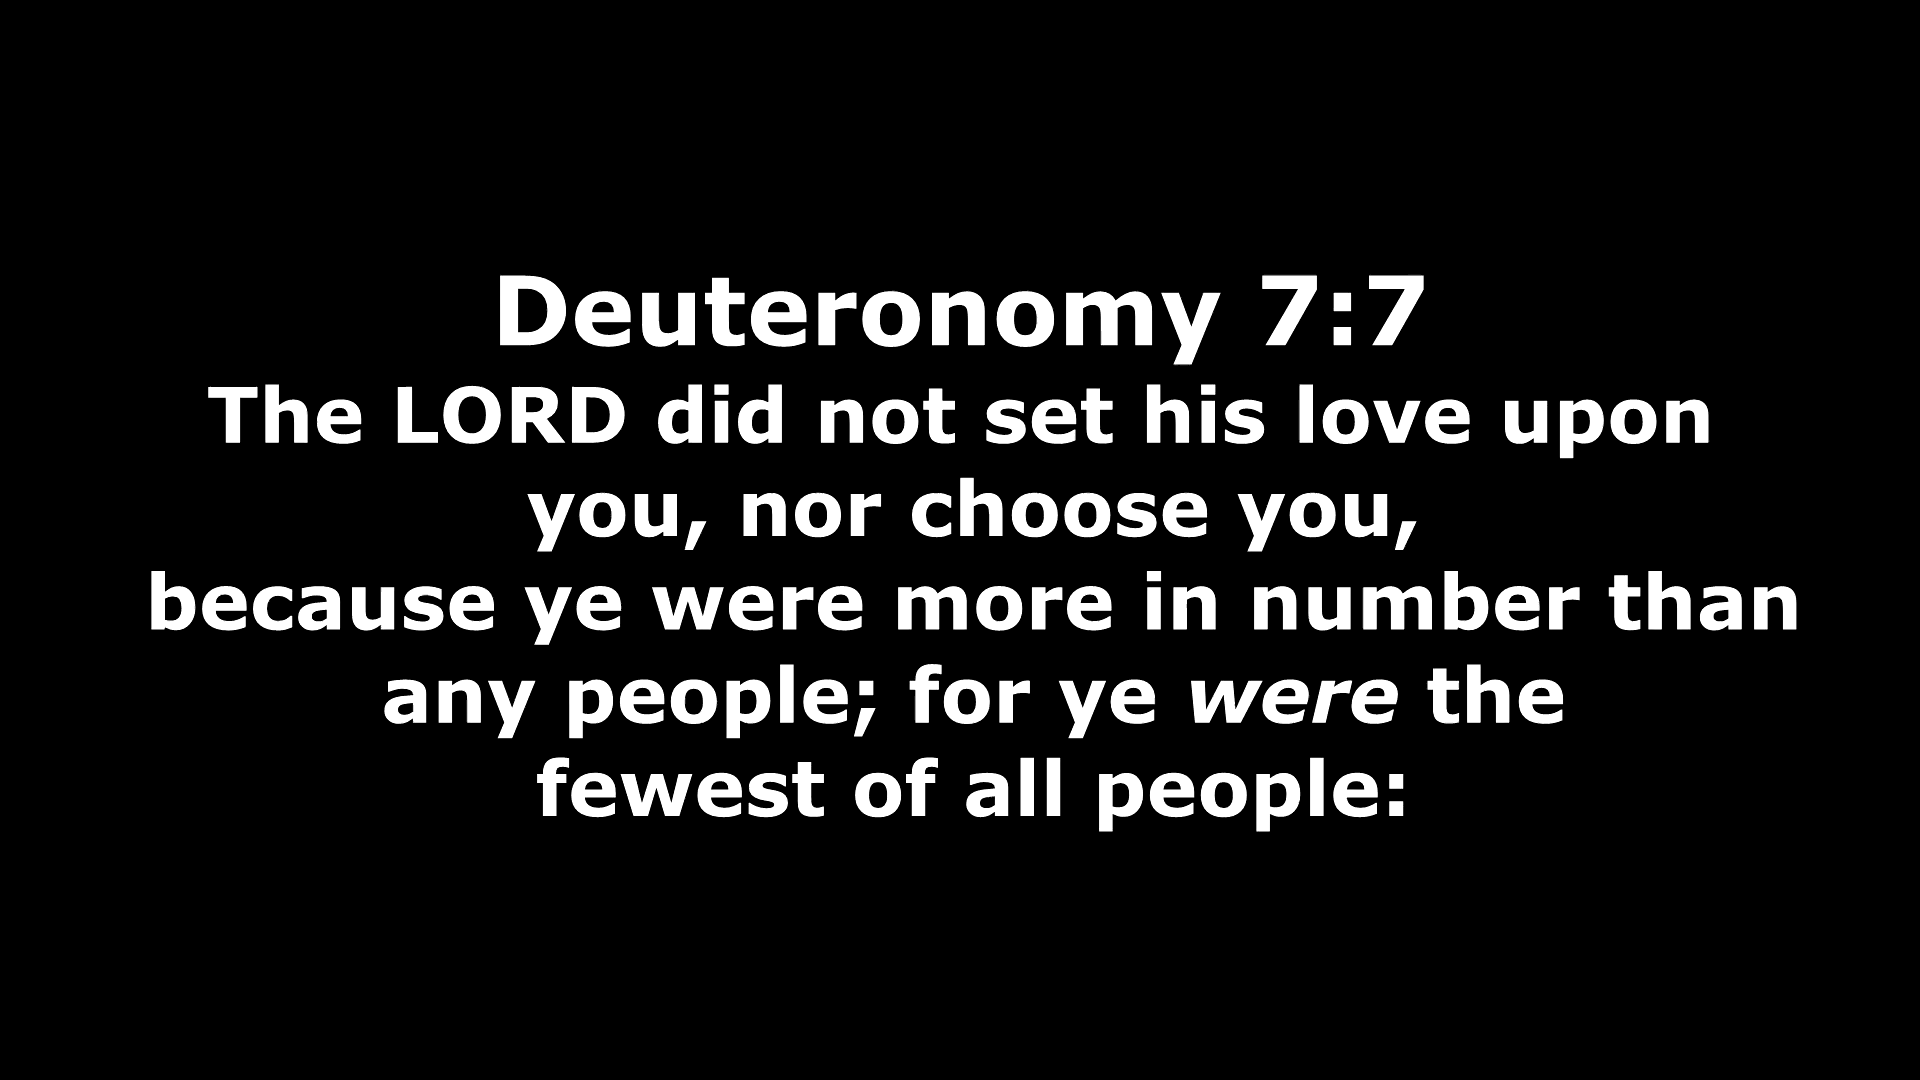 Deuteronomy 7:7
The LORD did not set his love upon
you, nor choose you,
because ye were more in number than
any people; for ye were the
fewest of all people: